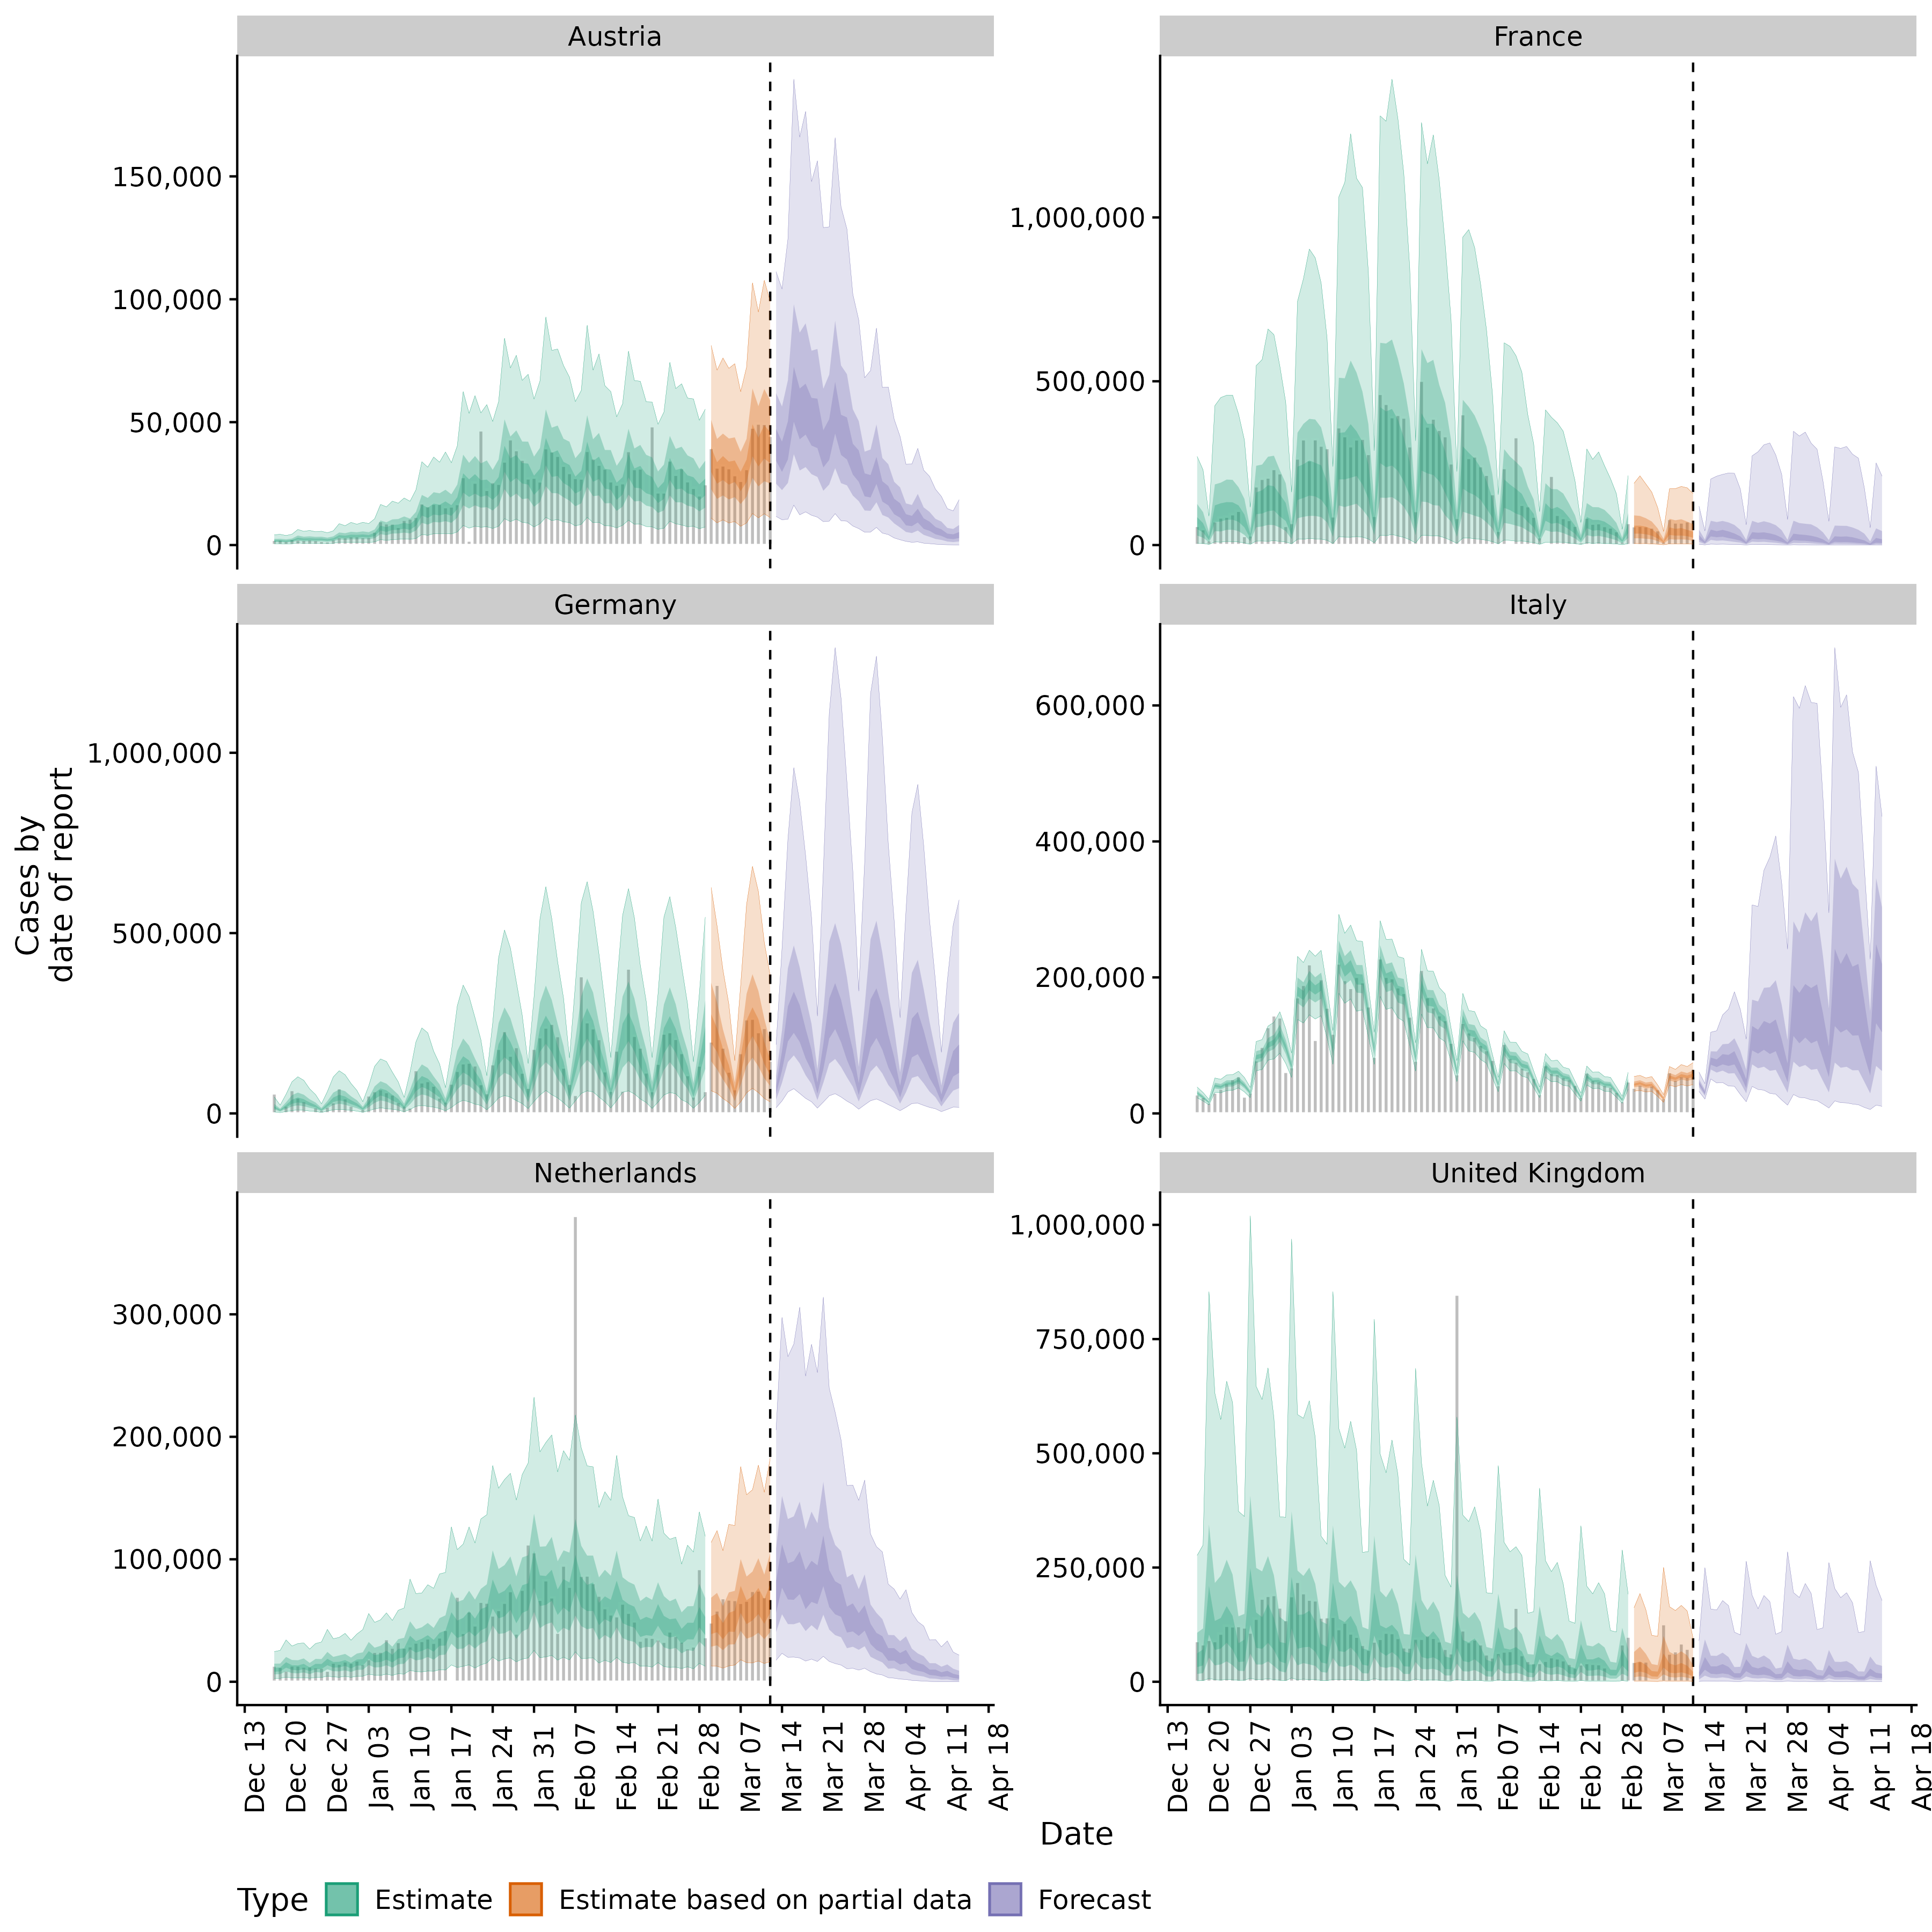 Austria
France
150,000
100,000
50,000
0
1,000,000
500,000
0
Germany
Italy
1,000,000
500,000
0
600,000
400,000
200,000
0
Netherlands
United Kingdom
300,000
200,000
100,000
0
1,000,000
750,000
500,000
250,000
0
Cases by
date of report
Dec 13
Dec 20
Dec 27
Jan 03
Jan 10
Jan 17
Jan 24
Jan 31
Feb 07
Feb 14
Feb 21
Feb 28
Mar 07
Mar 14
Mar 21
Mar 28
Apr 04
Apr 11
Apr 18
Dec 13
Dec 20
Dec 27
Jan 03
Jan 10
Jan 17
Jan 24
Jan 31
Feb 07
Feb 14
Feb 21
Feb 28
Mar 07
Mar 14
Mar 21
Mar 28
Apr 04
Apr 11
Apr 18
Date
Type Estimate Estimate based on partial data Forecast